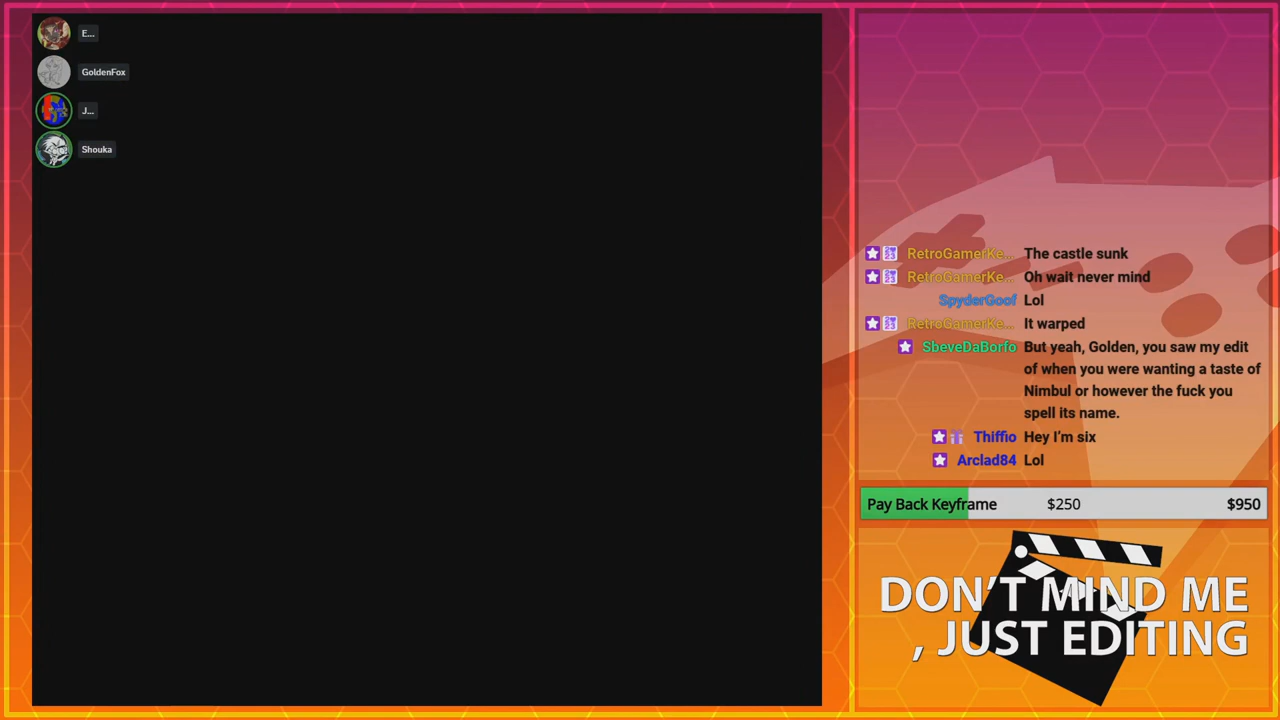 E...
GoldenFox
J...
Shouka
RetroGamerKe... The castle sunk
RetroGamerKe... Oh wait never mind
SpyderGoof Lol
RetroGamerKe... It warped
SbeveDaBorfo But yeah, Golden, you saw my edit
of when you were wanting a taste of
Nimbul or however the fuck you
spell its name.
Thiffio Hey I'm six
Arclad84 Lol
Pay Back Keyframe $250 $950
DON'T MIND ME
, JUST EDITING